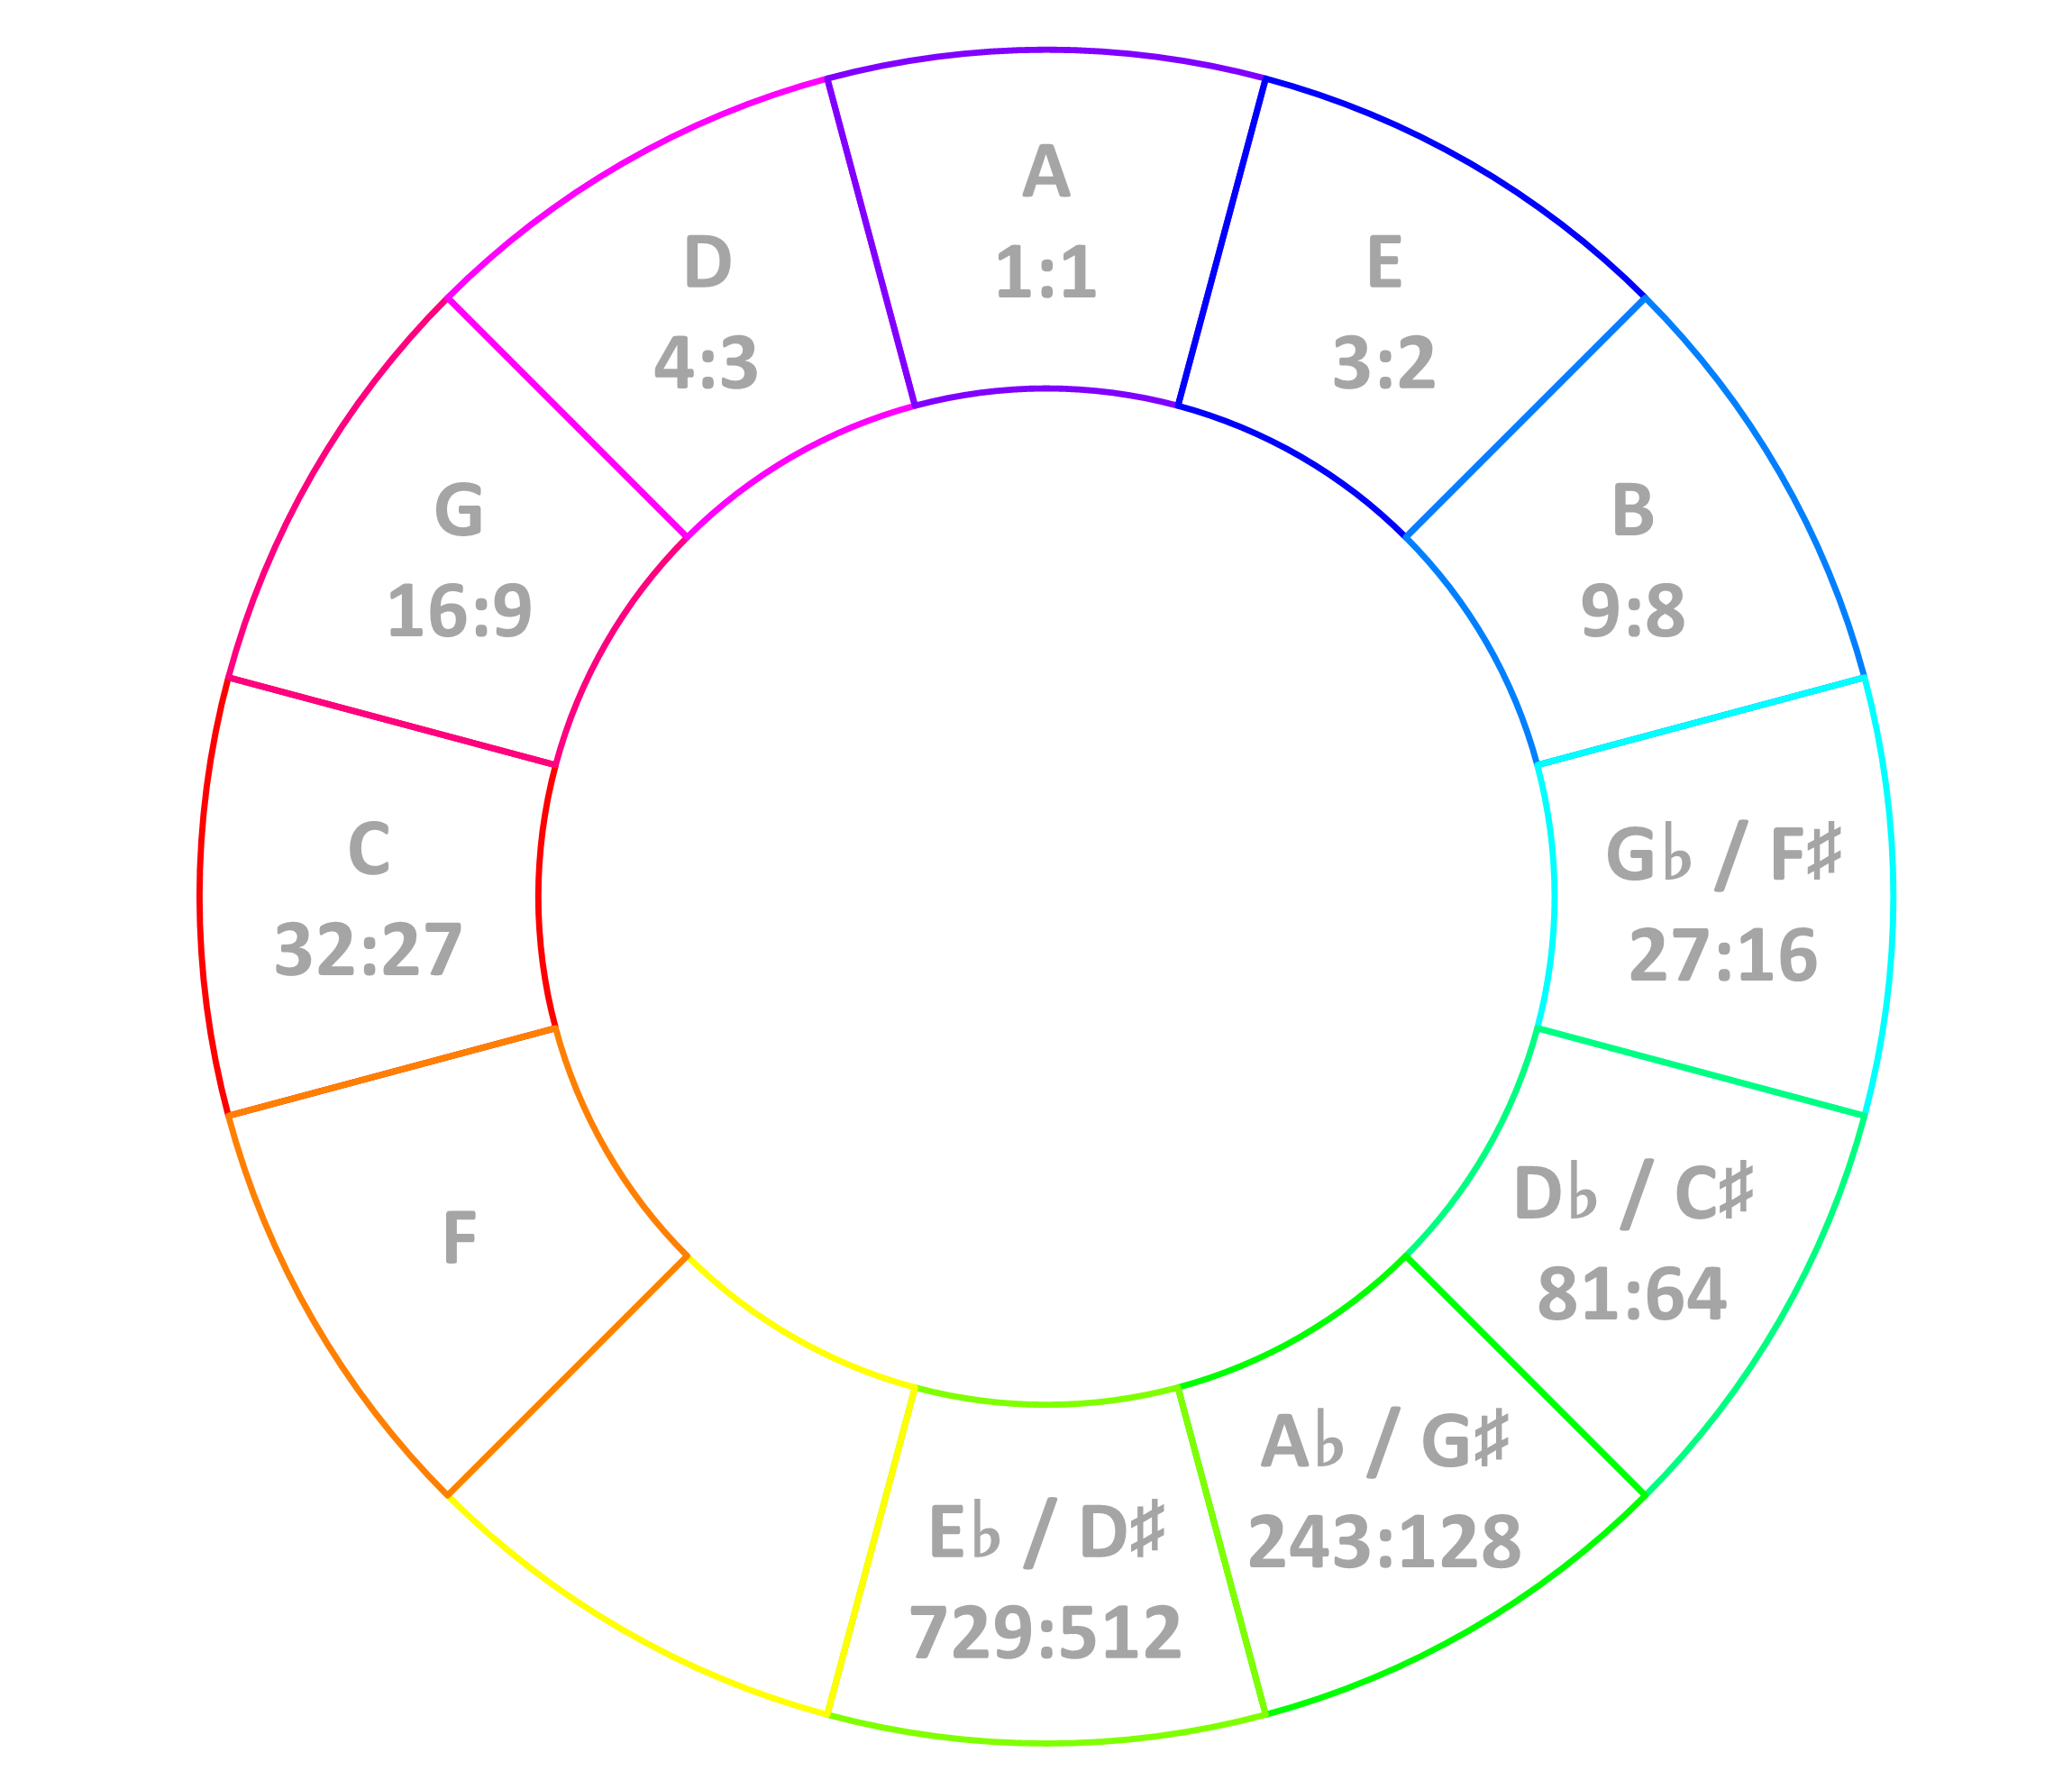 A
1:1
E
3:2
B
9:8
G♭ / F♯
27:16
D♭ / C♯
81:64
A♭ / G♯
243:128
E♭ / D♯
729:512
F
C
32:27
G
16:9
D
4:3